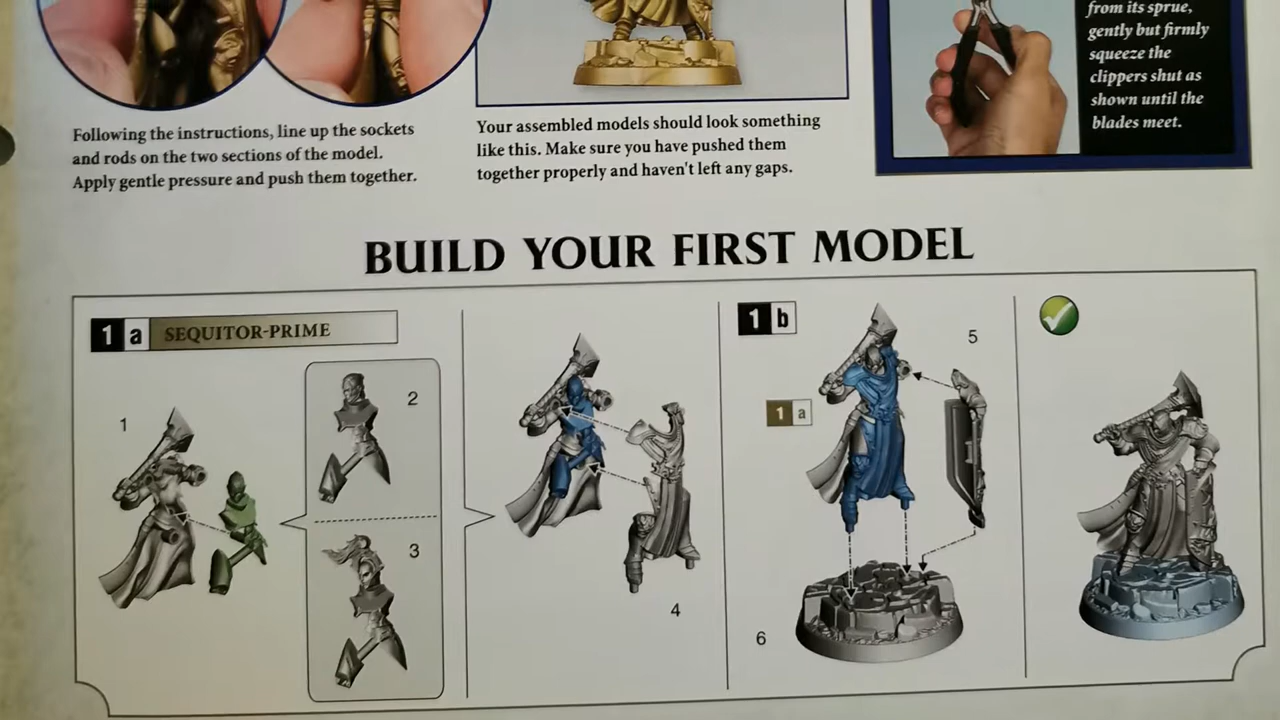 from its sprue,
gently but firmly
squeeze the
clippers shut as
shown until the
blades meet.
Following the instructions, line up the sockets
and rods on the two sections of the model.
Apply gentle pressure and push them together.
Your assembled models should look something
like this. Make sure you have pushed them
together properly and haven't left any gaps.
BUILD YOUR FIRST MODEL
1 a SEQUITOR-PRIME
1
2
3
4
1 b
1 a
5
6